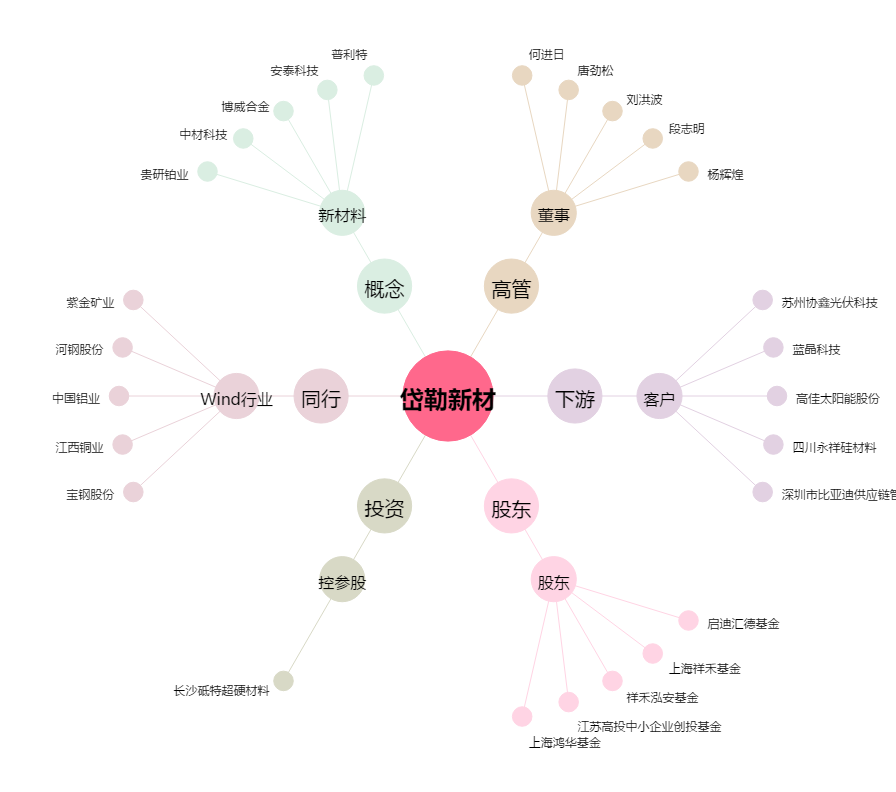 普利特
何进日
安泰科技
唐劲松
博威合金
刘洪波
中材科技
段志明
贵研铂业
杨辉煌
新材料
董事
概念
高管
紫金矿业
苏州协鑫光伏科技
河钢股份
蓝晶科技
中国铝业
Wind行业
同行
岱勒新材
下游
客户
高佳太阳能股份
江西铜业
四川永祥硅材料
宝钢股份
深圳市比亚迪供应链管
投资
股东
控参股
股东
启迪汇德基金
上海祥禾基金
长沙砥特超硬材料
祥禾泓安基金
江苏高投中小企业创投基金
上海鸿华基金